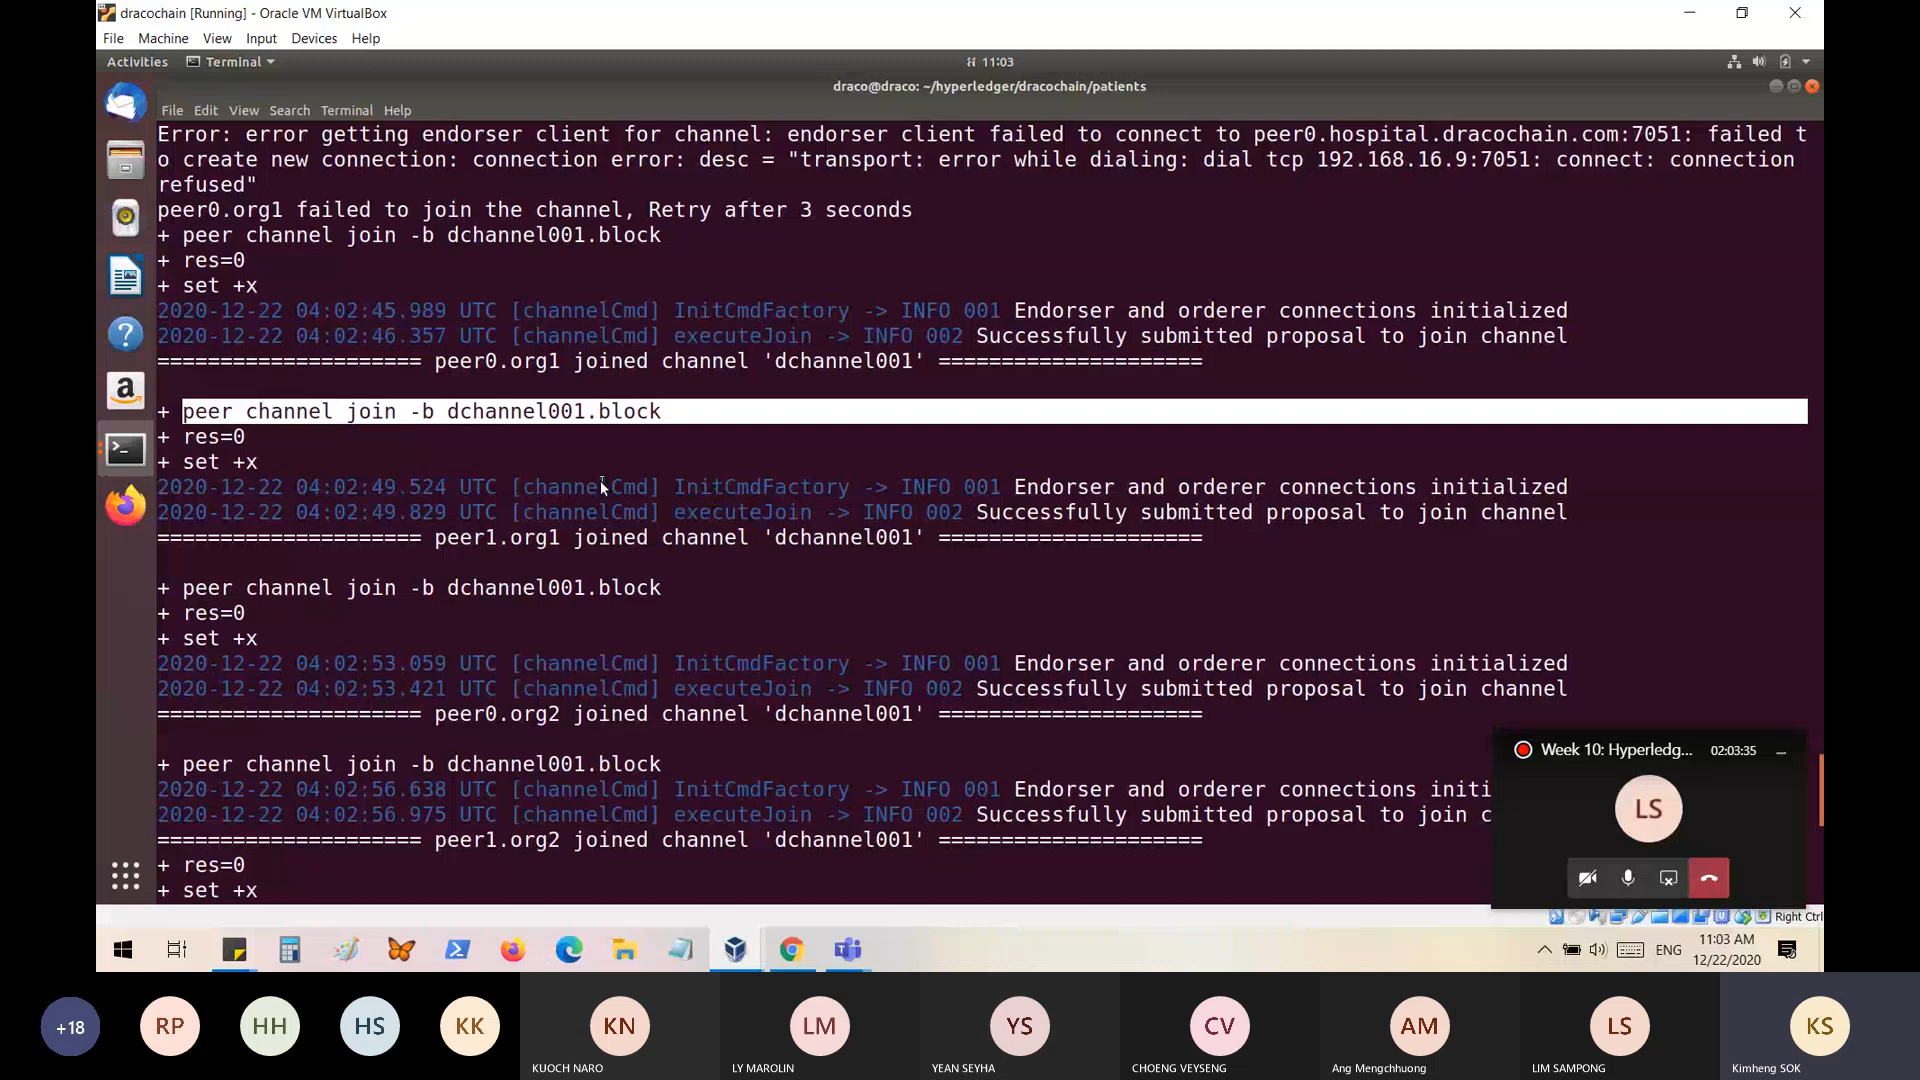 dracochain [Running] - Oracle VM VirtualBox
File Machine View Input Devices Help
Activities Terminal 11:03
draco@draco: ~/hyperledger/dracochain/patients
File Edit View Search Terminal Help
Error: error getting endorser client for channel: endorser client failed to connect to peer0.hospital.dracochain.com:7051: failed t
o create new connection: connection error: desc = "transport: error while dialing: dial tcp 192.168.16.9:7051: connect: connection
refused"
peer0.org1 failed to join the channel, Retry after 3 seconds
+ peer channel join -b dchannel001.block
+ res=0
+ set +x
2020-12-22 04:02:45.989 UTC [channelCmd] InitCmdFactory -> INFO 001 Endorser and orderer connections initialized
2020-12-22 04:02:46.357 UTC [channelCmd] executeJoin -> INFO 002 Successfully submitted proposal to join channel
===================== peer0.org1 joined channel 'dchannel001' =====================
+ peer channel join -b dchannel001.block
+ res=0
+ set +x
2020-12-22 04:02:49.524 UTC [channelCmd] InitCmdFactory -> INFO 001 Endorser and orderer connections initialized
2020-12-22 04:02:49.829 UTC [channelCmd] executeJoin -> INFO 002 Successfully submitted proposal to join channel
===================== peer1.org1 joined channel 'dchannel001' =====================
+ peer channel join -b dchannel001.block
+ res=0
+ set +x
2020-12-22 04:02:53.059 UTC [channelCmd] InitCmdFactory -> INFO 001 Endorser and orderer connections initialized
2020-12-22 04:02:53.421 UTC [channelCmd] executeJoin -> INFO 002 Successfully submitted proposal to join channel
===================== peer0.org2 joined channel 'dchannel001' =====================
+ peer channel join -b dchannel001.block
2020-12-22 04:02:56.638 UTC [channelCmd] InitCmdFactory -> INFO 001 Endorser and orderer connections initi
2020-12-22 04:02:56.975 UTC [channelCmd] executeJoin -> INFO 002 Successfully submitted proposal to join c
===================== peer1.org2 joined channel 'dchannel001' =====================
+ res=0
+ set +x
Week 10: Hyperledg... 02:03:35
LS
Right Ctrl
ENG
11:03 AM
12/22/2020
+18 RP HH HS KK KN LM YS CV AM LS KS
KUOCH NARO LY MAROLIN YEAN SEYHA CHOENG VEYSENG Ang Mengchhuong LIM SAMPONG Kimheng SOK